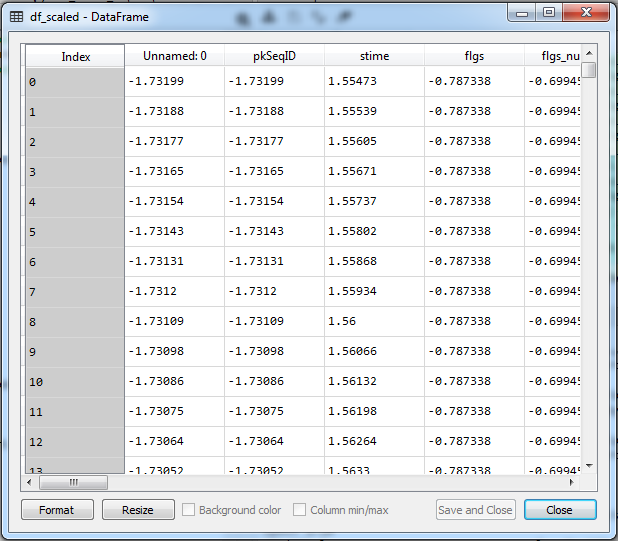 df_scaled - DataFrame
Index Unnamed: 0 pkSeqID stime flgs flgs_nu
0 -1.73199 -1.73199 1.55473 -0.787338 -0.69945
1 -1.73188 -1.73188 1.55539 -0.787338 -0.69945
2 -1.73177 -1.73177 1.55605 -0.787338 -0.69945
3 -1.73165 -1.73165 1.55671 -0.787338 -0.69945
4 -1.73154 -1.73154 1.55737 -0.787338 -0.69945
5 -1.73143 -1.73143 1.55802 -0.787338 -0.69945
6 -1.73131 -1.73131 1.55868 -0.787338 -0.69945
7 -1.7312 -1.7312 1.55934 -0.787338 -0.69945
8 -1.73109 -1.73109 1.56 -0.787338 -0.69945
9 -1.73098 -1.73098 1.56066 -0.787338 -0.69945
10 -1.73086 -1.73086 1.56132 -0.787338 -0.69945
11 -1.73075 -1.73075 1.56198 -0.787338 -0.69945
12 -1.73064 -1.73064 1.56264 -0.787338 -0.69945
13 -1.73052 -1.73052 1.5633 -0.787338 -0.69945
Format Resize Background color Column min/max Save and Close Close